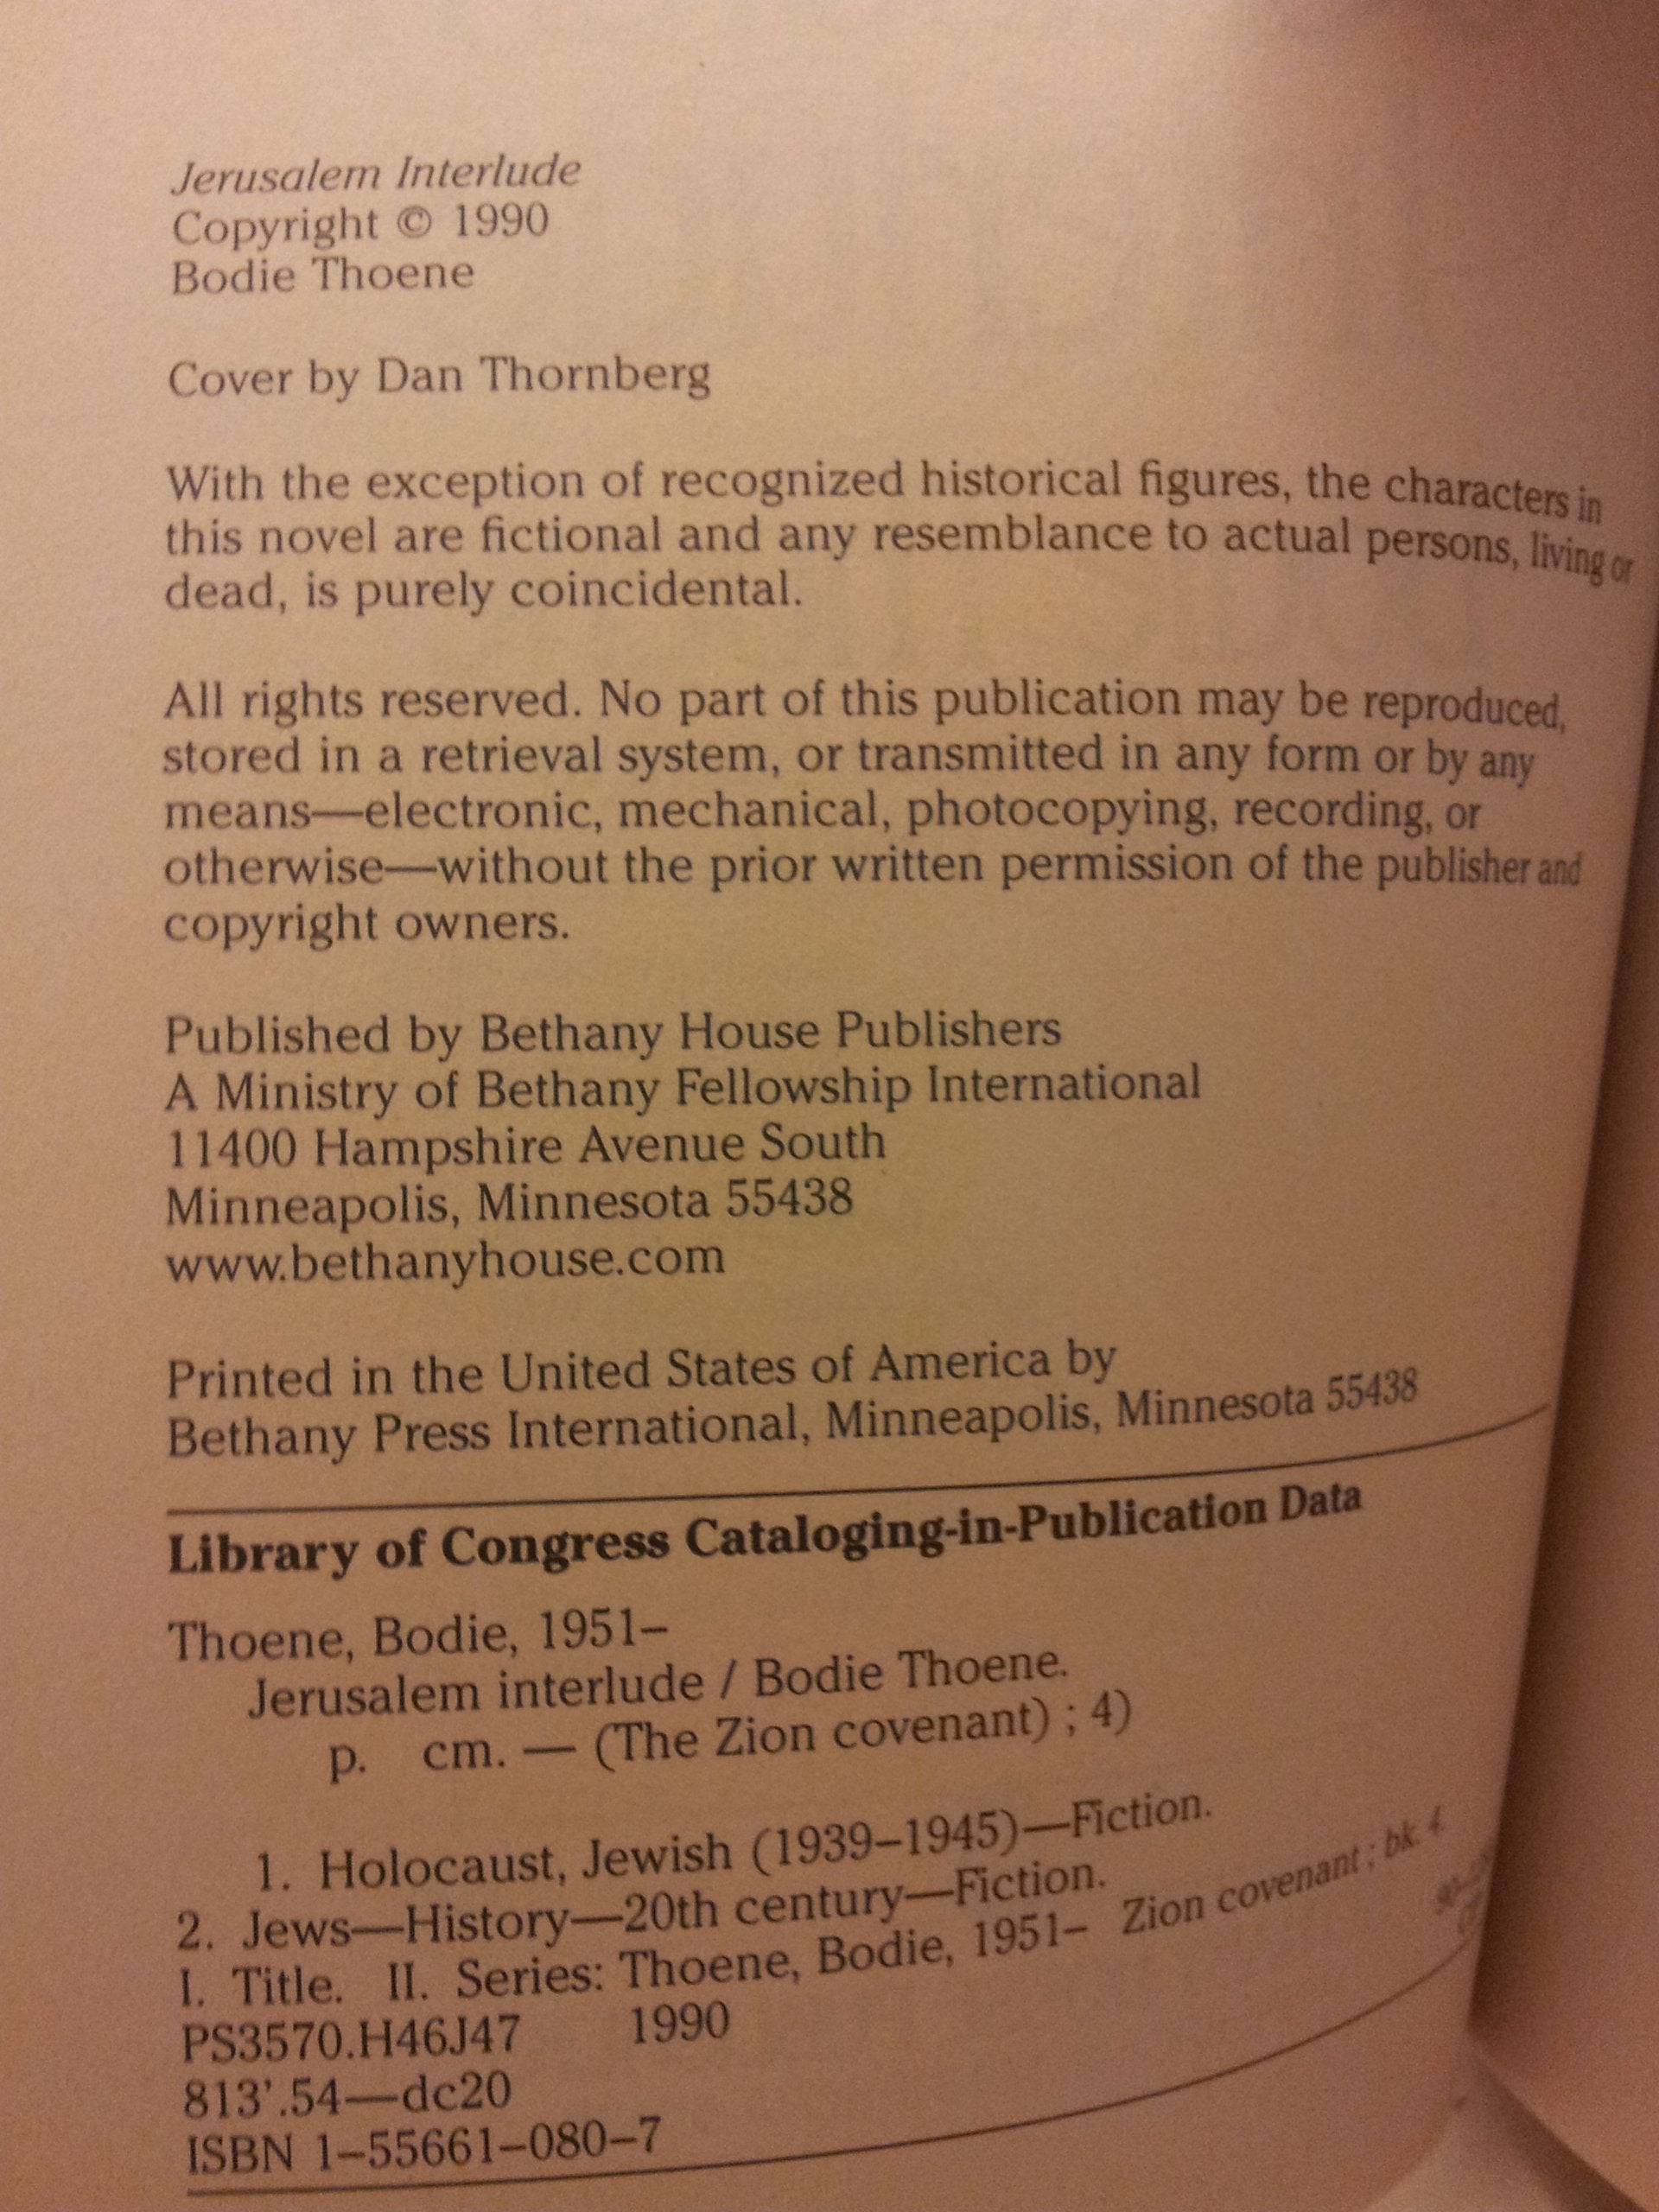 Jerusalem Interlude
Copyright © 1990
Bodie Thoene
Cover by Dan Thornberg
With the exception of recognized historical figures, the characters in
this novel are fictional and any resemblance to actual persons, living or
dead, is purely coincidental.
All rights reserved. No part of this publication may be reproduced,
stored in a retrieval system, or transmitted in any form or by any
means—electronic, mechanical, photocopying, recording, or
otherwise—without the prior written permission of the publisher and
copyright owners.
Published by Bethany House Publishers
A Ministry of Bethany Fellowship International
11400 Hampshire Avenue South
Minneapolis, Minnesota 55438
www.bethanyhouse.com
Printed in the United States of America by
Bethany Press International, Minneapolis, Minnesota 55438
Library of Congress Cataloging-in-Publication Data
Thoene, Bodie, 1951–
Jerusalem interlude / Bodie Thoene.
p. cm. — (The Zion covenant) ; 4)
1. Holocaust, Jewish (1939–1945)—Fiction.
2. Jews—History—20th century—Fiction.
I. Title. II. Series: Thoene, Bodie, 1951– Zion covenant ; bk. 4.
PS3570.H46J47 1990
813'.54—dc20
ISBN 1–55661–080–7